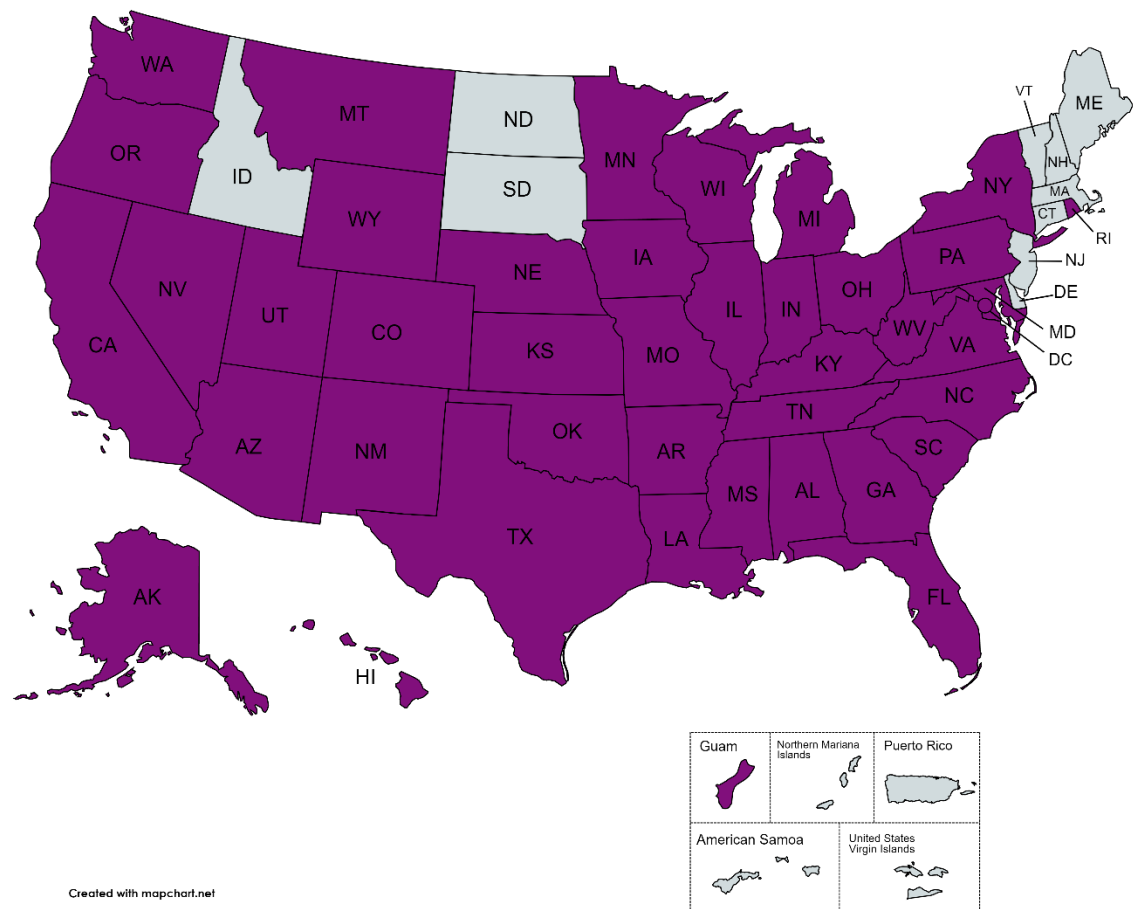 WA
MT
ND
VT
ME
OR
ID
SD
MN
WI
MI
NY
NH
MA
CT
RI
WY
NE
IA
PA
NJ
DE
MD
DC
NV
UT
CO
KS
MO
IL
IN
OH
WV
VA
CA
KY
NC
AZ
NM
OK
AR
TN
SC
TX
LA
MS
AL
GA
FL
AK
HI
Guam
Northern Mariana
Islands
Puerto Rico
American Samoa
United States
Virgin Islands
Created with mapchart.net